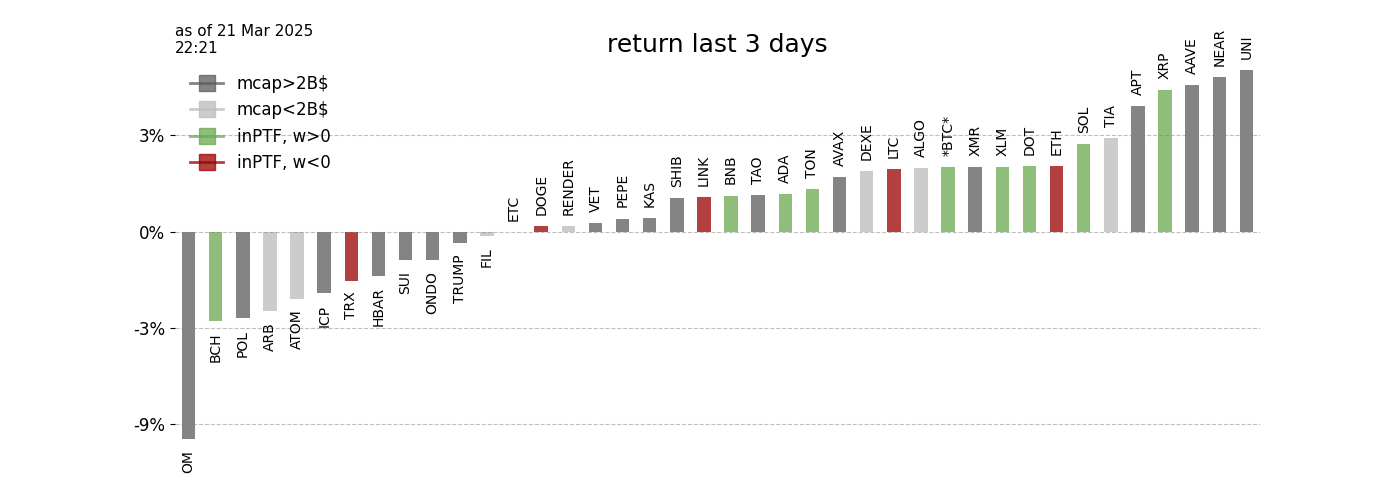 as of 21 Mar 2025
22:21
return last 3 days
mcap>2B$
mcap<2B$
inPTF, w>0
inPTF, w<0
3%
0%
-3%
-9%
OM
BCH
POL
ARB
ATOM
ICP
TRX
HBAR
SUI
ONDO
TRUMP
FIL
ETC
DOGE
RENDER
VET
PEPE
KAS
SHIB
LINK
BNB
TAO
ADA
TON
AVAX
DEXE
LTC
ALGO
*BTC*
XMR
XLM
DOT
ETH
SOL
TIA
APT
XRP
AAVE
NEAR
UNI